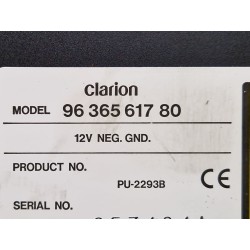 clarion
MODEL 96 365 617 80
12V NEG. GND.
PRODUCT NO.
PU-2293B CE
SERIAL NO.